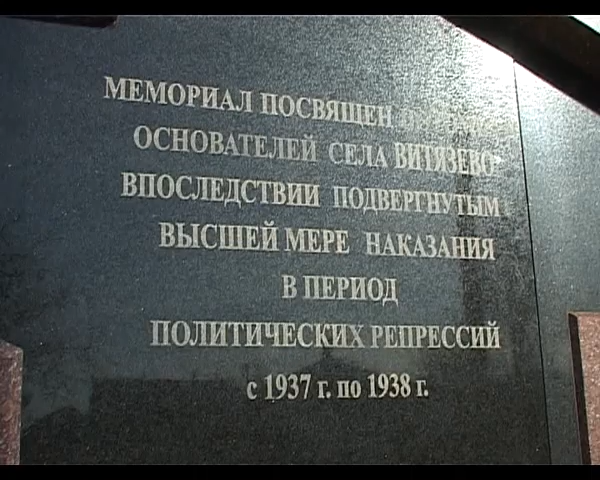 МЕМОРИАЛ ПОСВЯЩЕН
ОСНОВАТЕЛЕЙ СЕЛА ВИТЯЗЕВО
ВПОСЛЕДСТВИИ ПОДВЕРГНУТЫМ
ВЫСШЕЙ МЕРЕ НАКАЗАНИЯ
В ПЕРИОД
ПОЛИТИЧЕСКИХ РЕПРЕССИЙ
с 1937 г. по 1938 г.